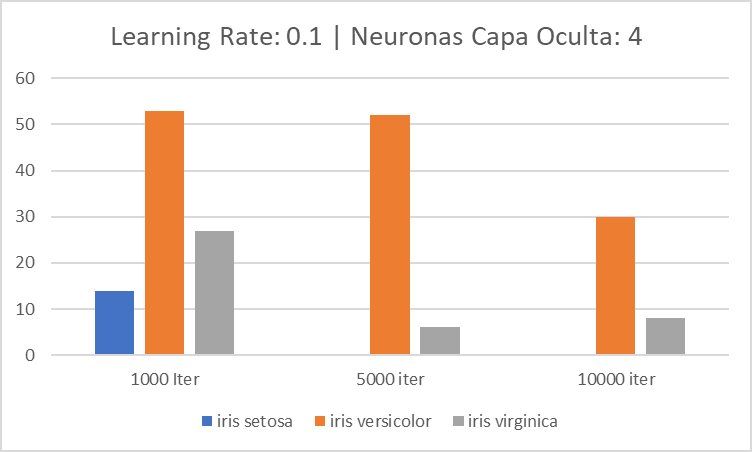 Learning Rate: 0.1 | Neuronas Capa Oculta: 4
60
50
40
30
20
10
0
1000 Iter 5000 iter 10000 iter
iris setosa iris versicolor iris virginica